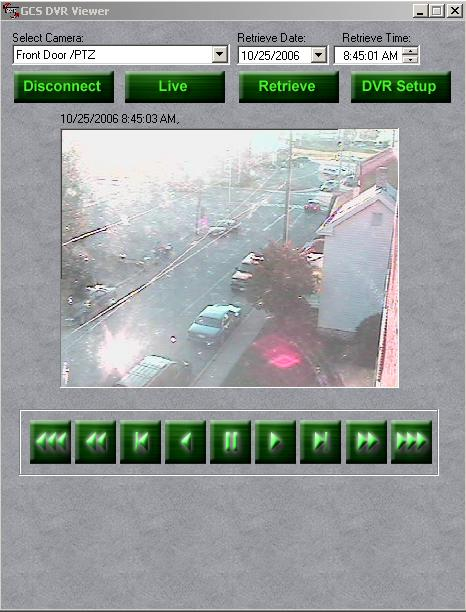 GCS DVR Viewer
Select Camera: Retrieve Date: Retrieve Time:
Front Door /PTZ 10/25/2006 8:45:01 AM
Disconnect Live Retrieve DVR Setup
10/25/2006 8:45:03 AM,